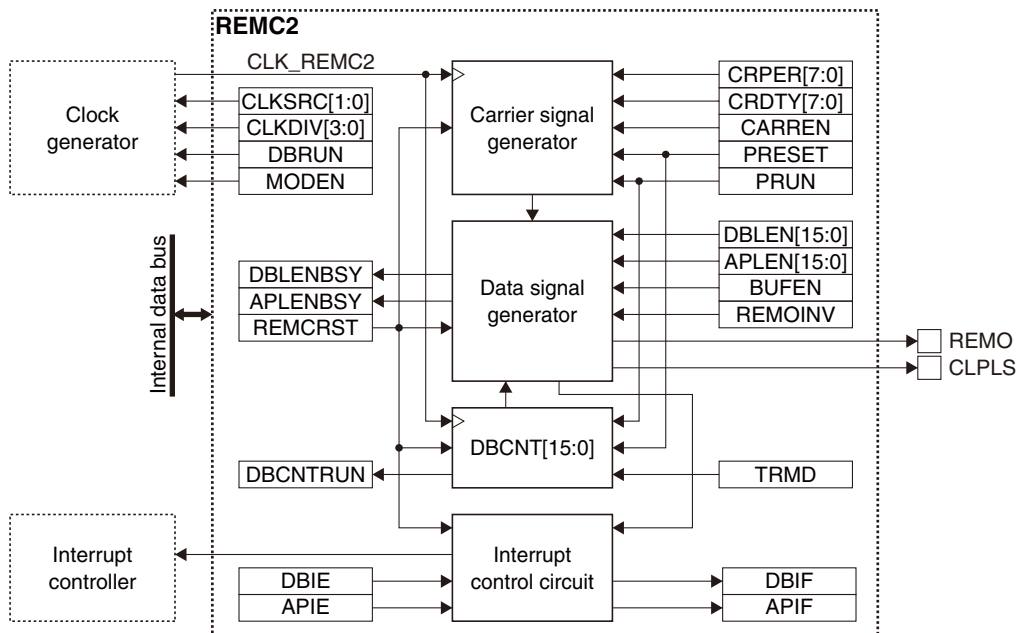 REMC2
CLK_REMC2
Clock
generator
CLKSRC[1:0]
CLKDIV[3:0]
DBRUN
MODEN
Carrier signal
generator
CRPER[7:0]
CRDTY[7:0]
CARREN
PRESET
PRUN
Internal data bus
DBLENBSY
APLENBSY
REMCRST
Data signal
generator
DBLEN[15:0]
APLEN[15:0]
BUFEN
REMOINV
REMO
CLPLS
DBCNT[15:0]
DBCNTRUN
TRMD
Interrupt
controller
DBIE
APIE
Interrupt
control circuit
DBIF
APIF